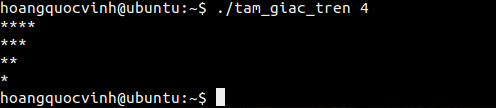 hoangquocvinh@ubuntu:~$ ./tam_giac_tren 4
****
***
**
*
hoangquocvinh@ubuntu:~$